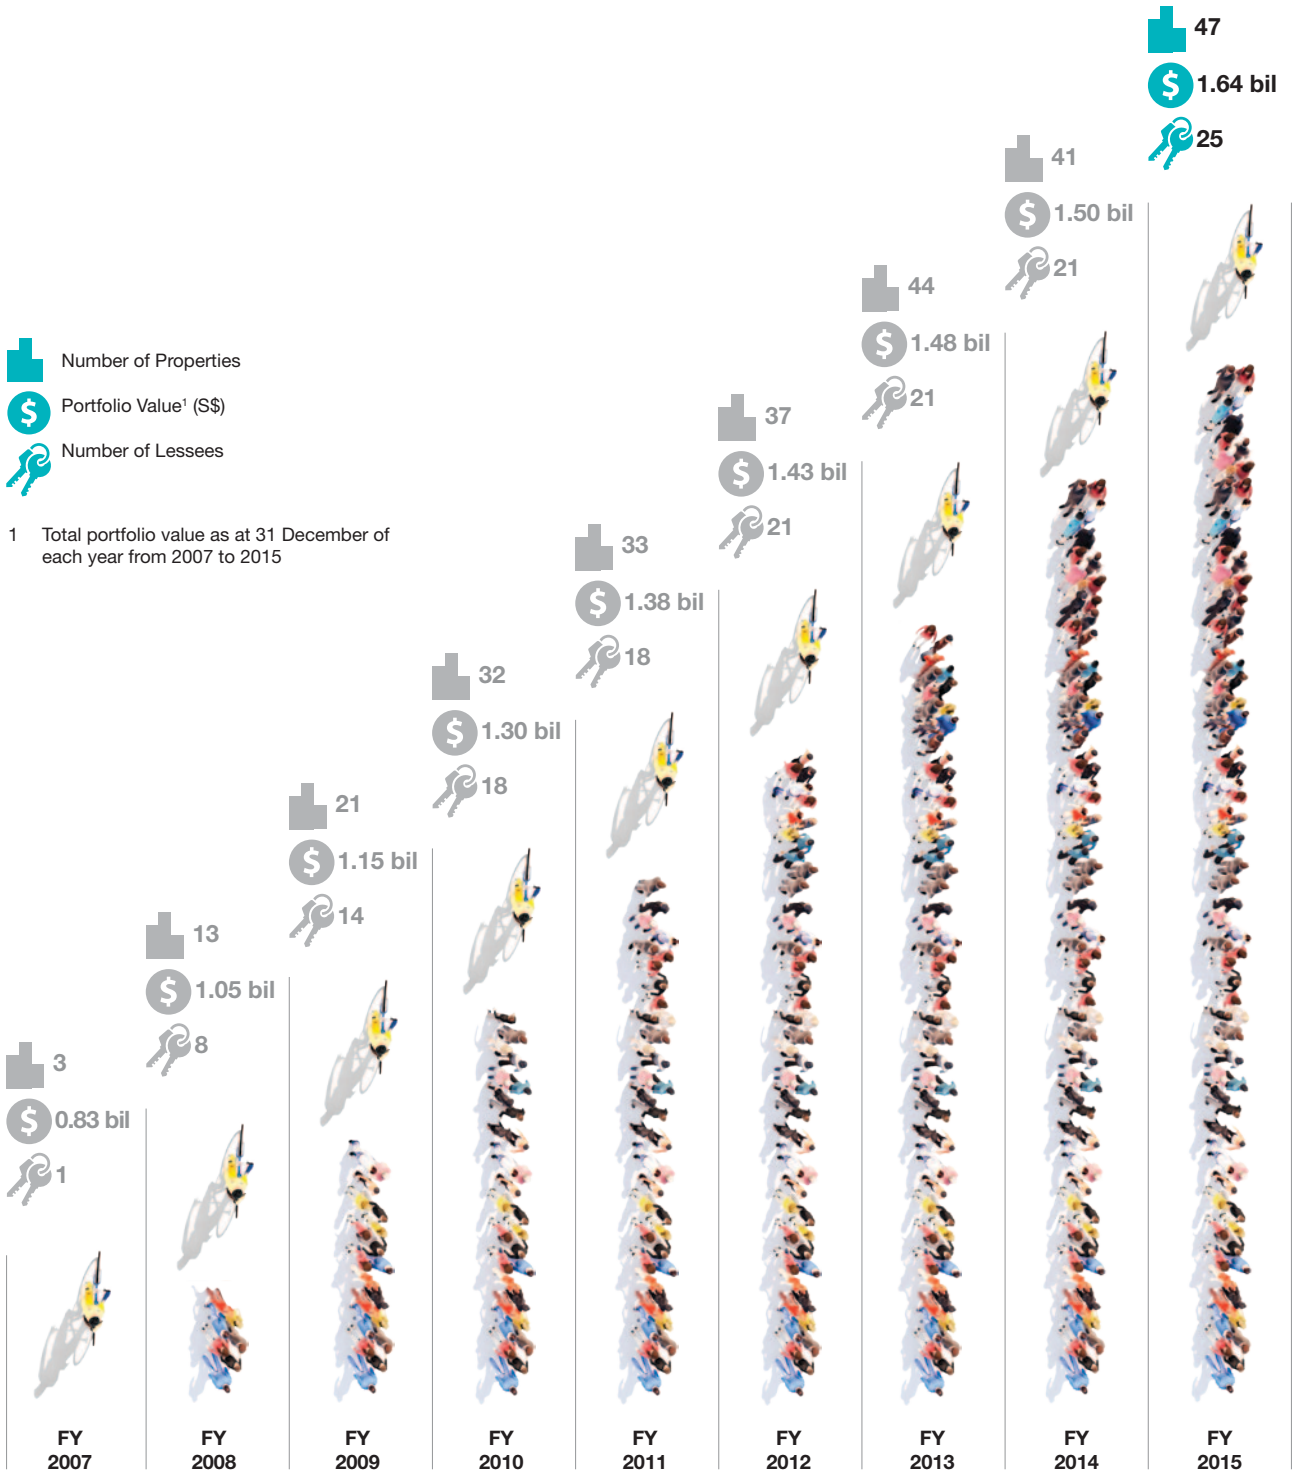 47
$ 1.64 bil
25
41
$ 1.50 bil
21
44
$ 1.48 bil
21
37
$ 1.43 bil
21
33
$ 1.38 bil
18
32
$ 1.30 bil
18
21
$ 1.15 bil
14
13
$ 1.05 bil
8
3
$ 0.83 bil
1
Number of Properties
$ Portfolio Value¹ (S$)
Number of Lessees
1 Total portfolio value as at 31 December of
each year from 2007 to 2015
FY
2007
FY
2008
FY
2009
FY
2010
FY
2011
FY
2012
FY
2013
FY
2014
FY
2015